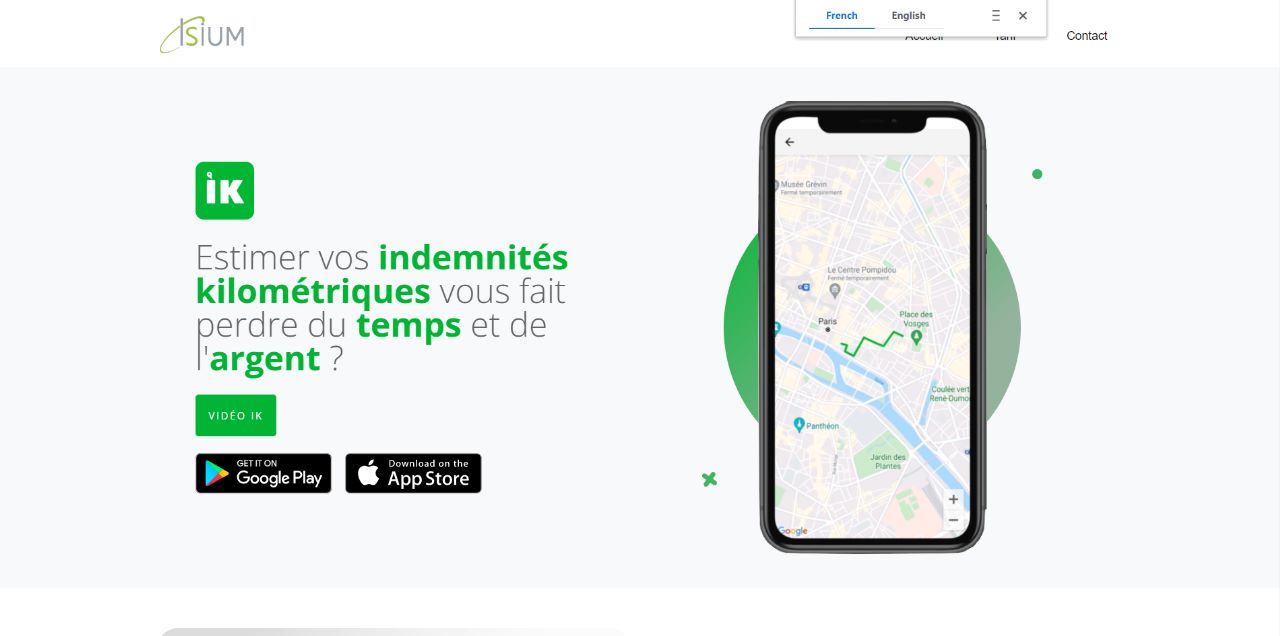 ISIUM
French English
Accueil Tarif Contact
iK
Estimer vos indemnités
kilométriques vous fait
perdre du temps et de
l'argent ?
VIDÉO IK
GET IT ON
Google Play
Download on the
App Store
Musée Grévin
Fermé temporairement
Le Centre Pompidou
Fermé temporairement
Place des
Vosges
Paris
Coulée vert
René-Dumo
Panthéon
Jardin des
Plantes
Google